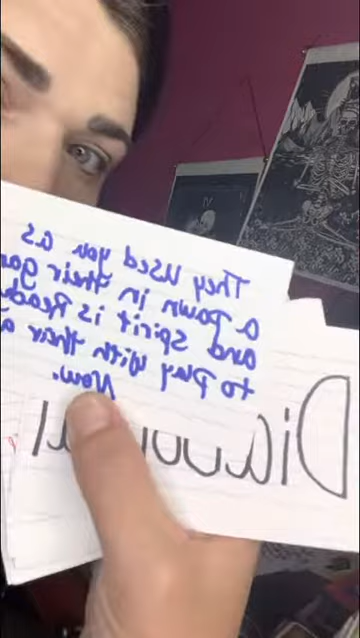 They used you as
a pawn in their
and spirit is
to play with their
Now.